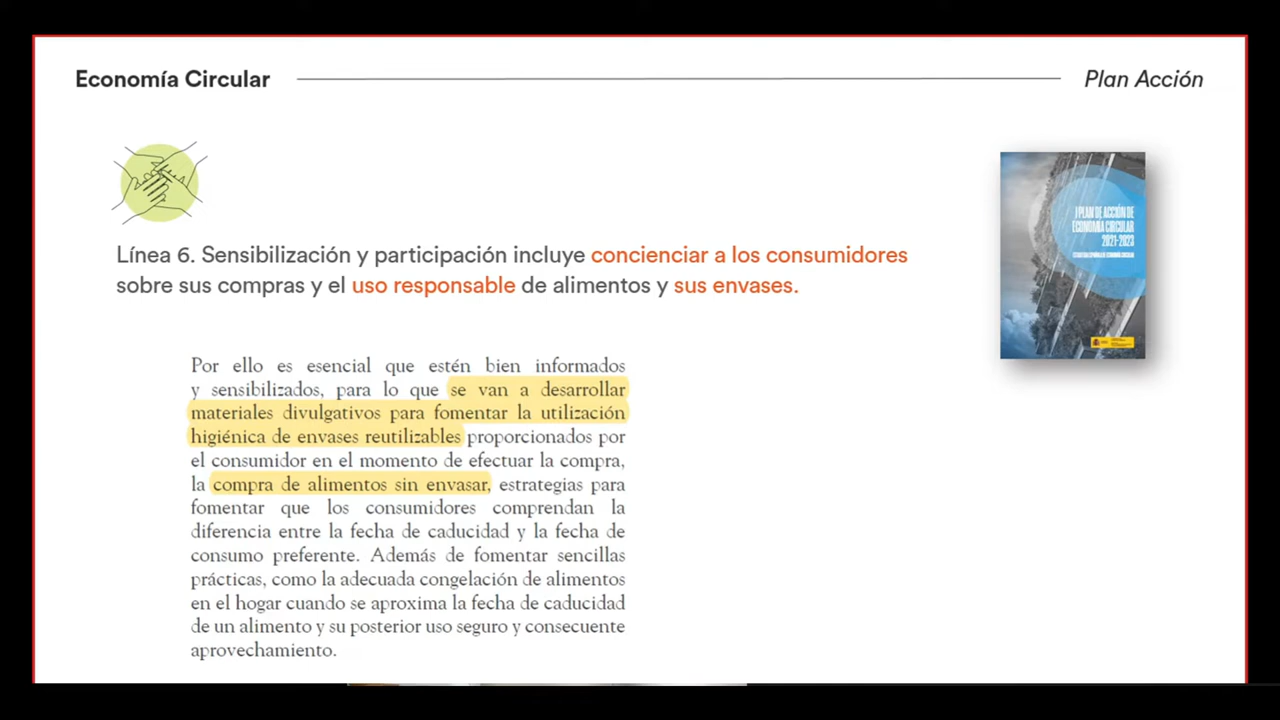 Economía Circular
Plan Acción
I PLAN DE ACCIÓN DE
ECONOMÍA CIRCULAR
2021-2023
ESTRATEGIA ESPAÑOLA DE ECONOMÍA CIRCULAR
Línea 6. Sensibilización y participación incluye concienciar a los consumidores
sobre sus compras y el uso responsable de alimentos y sus envases.
Por ello es esencial que estén bien informados
y sensibilizados, para lo que se van a desarrollar
materiales divulgativos para fomentar la utilización
higiénica de envases reutilizables proporcionados por
el consumidor en el momento de efectuar la compra,
la compra de alimentos sin envasar, estrategias para
fomentar que los consumidores comprendan la
diferencia entre la fecha de caducidad y la fecha de
consumo preferente. Además de fomentar sencillas
prácticas, como la adecuada congelación de alimentos
en el hogar cuando se aproxima la fecha de caducidad
de un alimento y su posterior uso seguro y consecuente
aprovechamiento.